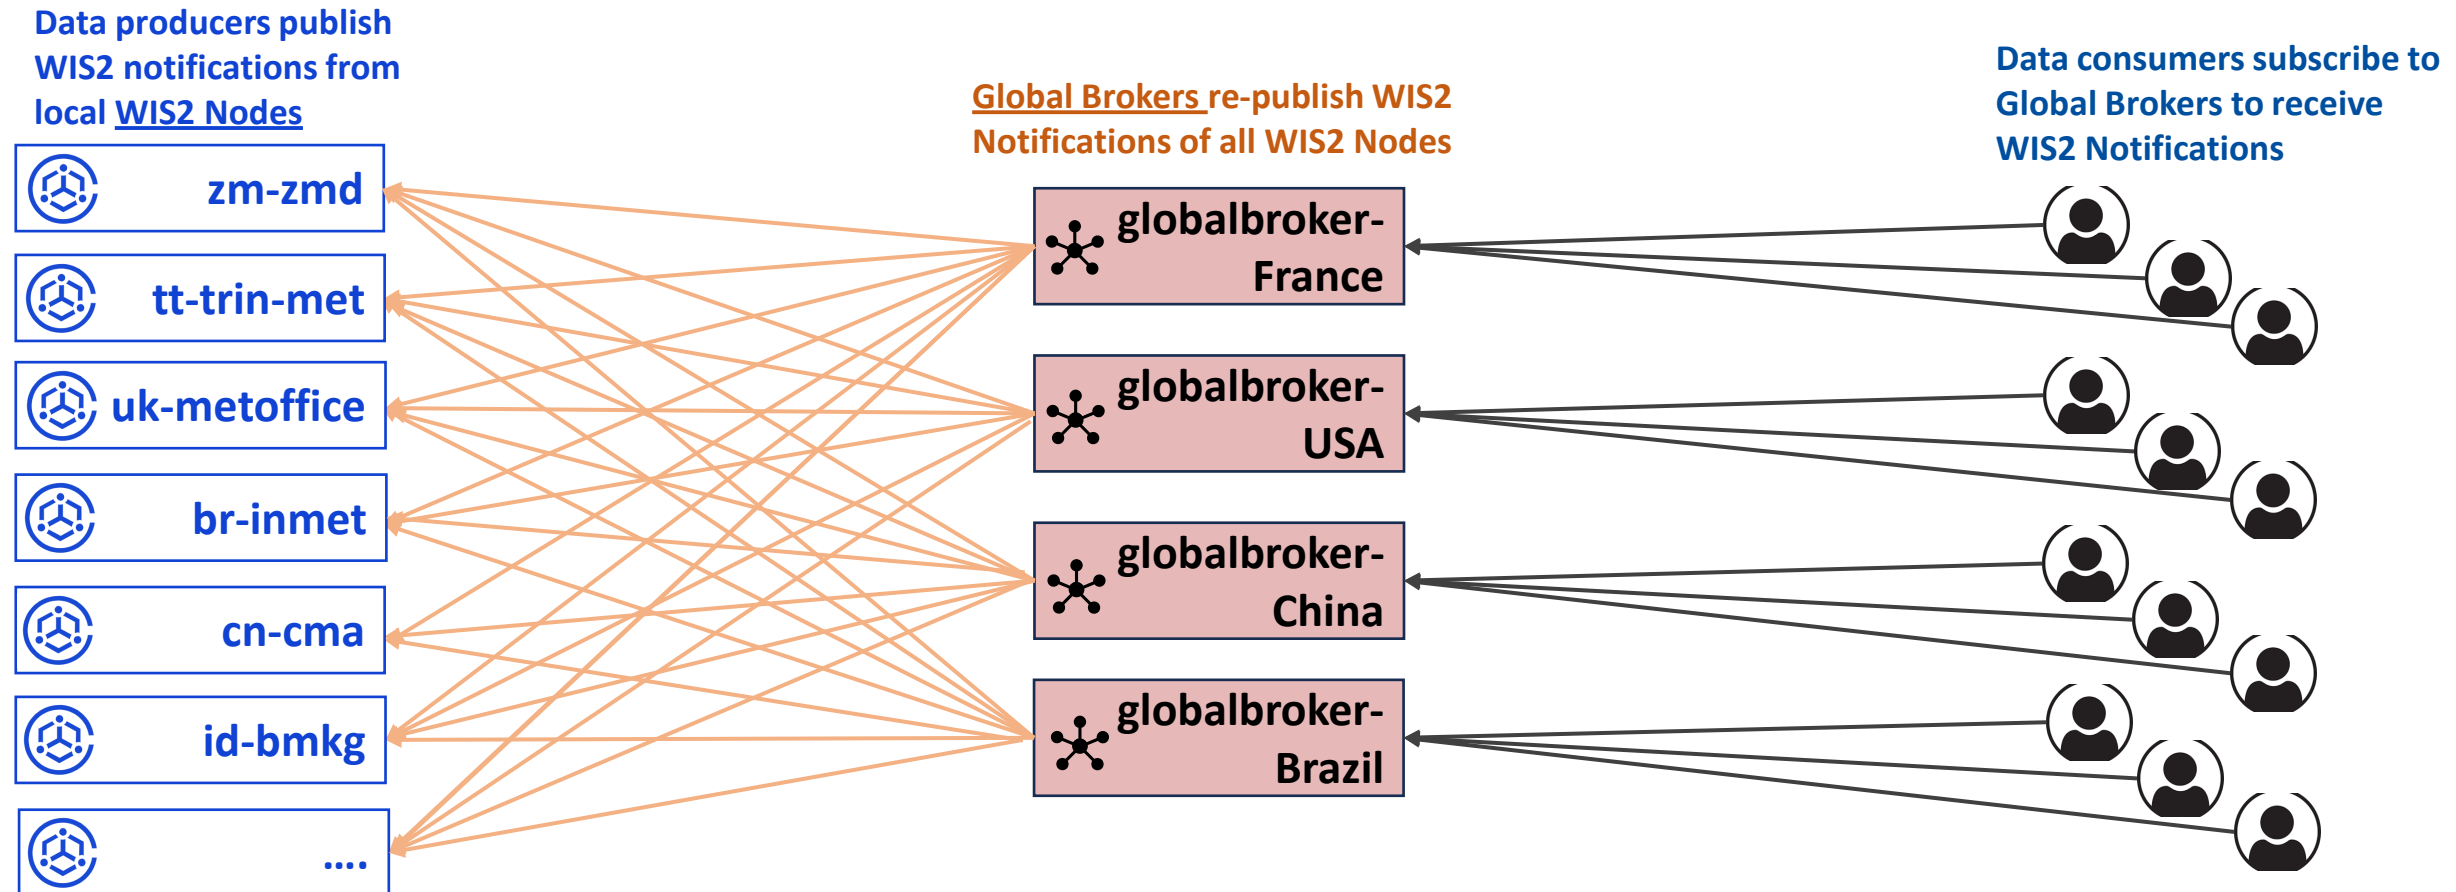 Data producers publish
WIS2 notifications from
local WIS2 Nodes
zm-zmd
tt-trin-met
uk-metoffice
br-inmet
cn-cma
id-bmkg
....
Global Brokers re-publish WIS2
Notifications of all WIS2 Nodes
globalbroker-
France
globalbroker-
USA
globalbroker-
China
globalbroker-
Brazil
Data consumers subscribe to
Global Brokers to receive
WIS2 Notifications